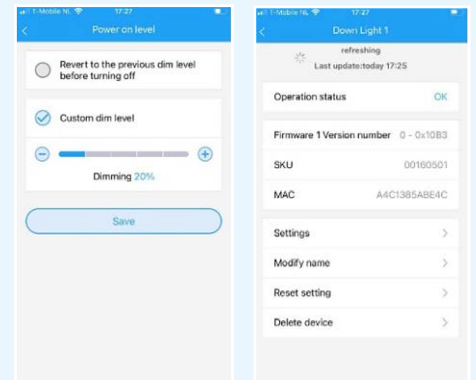 T-Mobile NL 17:27
Power on level
Revert to the previous dim level
before turning off
Custom dim level
Dimming 20%
Save
T-Mobile NL 17:27
Down Light 1
refreshing
Last update:today 17:25
Operation status OK
Firmware 1 Version number 0 - 0x10B3
SKU 00160501
MAC A4C1385ABE4C
Settings
Modify name
Reset setting
Delete device